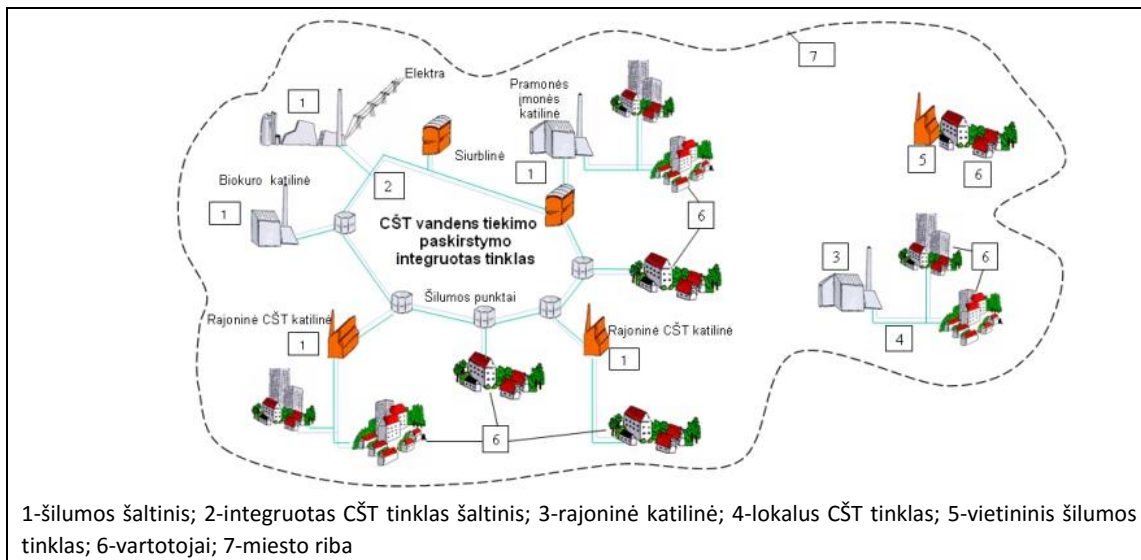 7
Elektra
1
Pramonės
įmonės
katilinė
Siurblinė
1
5
6
2
Biokuro katilinė
1
6
CŠT vandens tiekimo
paskirstymo
integruotas tinklas
3
6
Šilumos punktai
Rajoninė CŠT katilinė
1
Rajoninė CŠT katilinė
1
4
6
1-šilumos šaltinis; 2-integruotas CŠT tinklas šaltinis; 3-rajoninė katilinė; 4-lokalus CŠT tinklas; 5-vietininis šilumos
tinklas; 6-vartotojai; 7-miesto riba